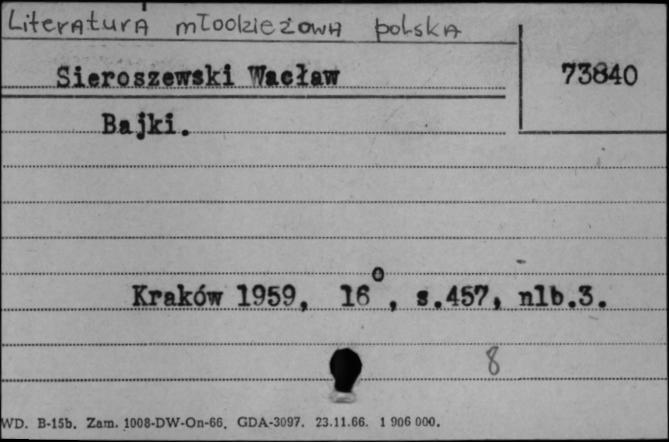 Literatura młodzieżowa polska
Sieroszewski Wacław
73840
Bajki.
Kraków 1959, 16°, s.457, nlb.3.
8
WD. B-15b. Zam. 1008-DW-On-66. GDA-3097. 23.11.66. 1 906 000.